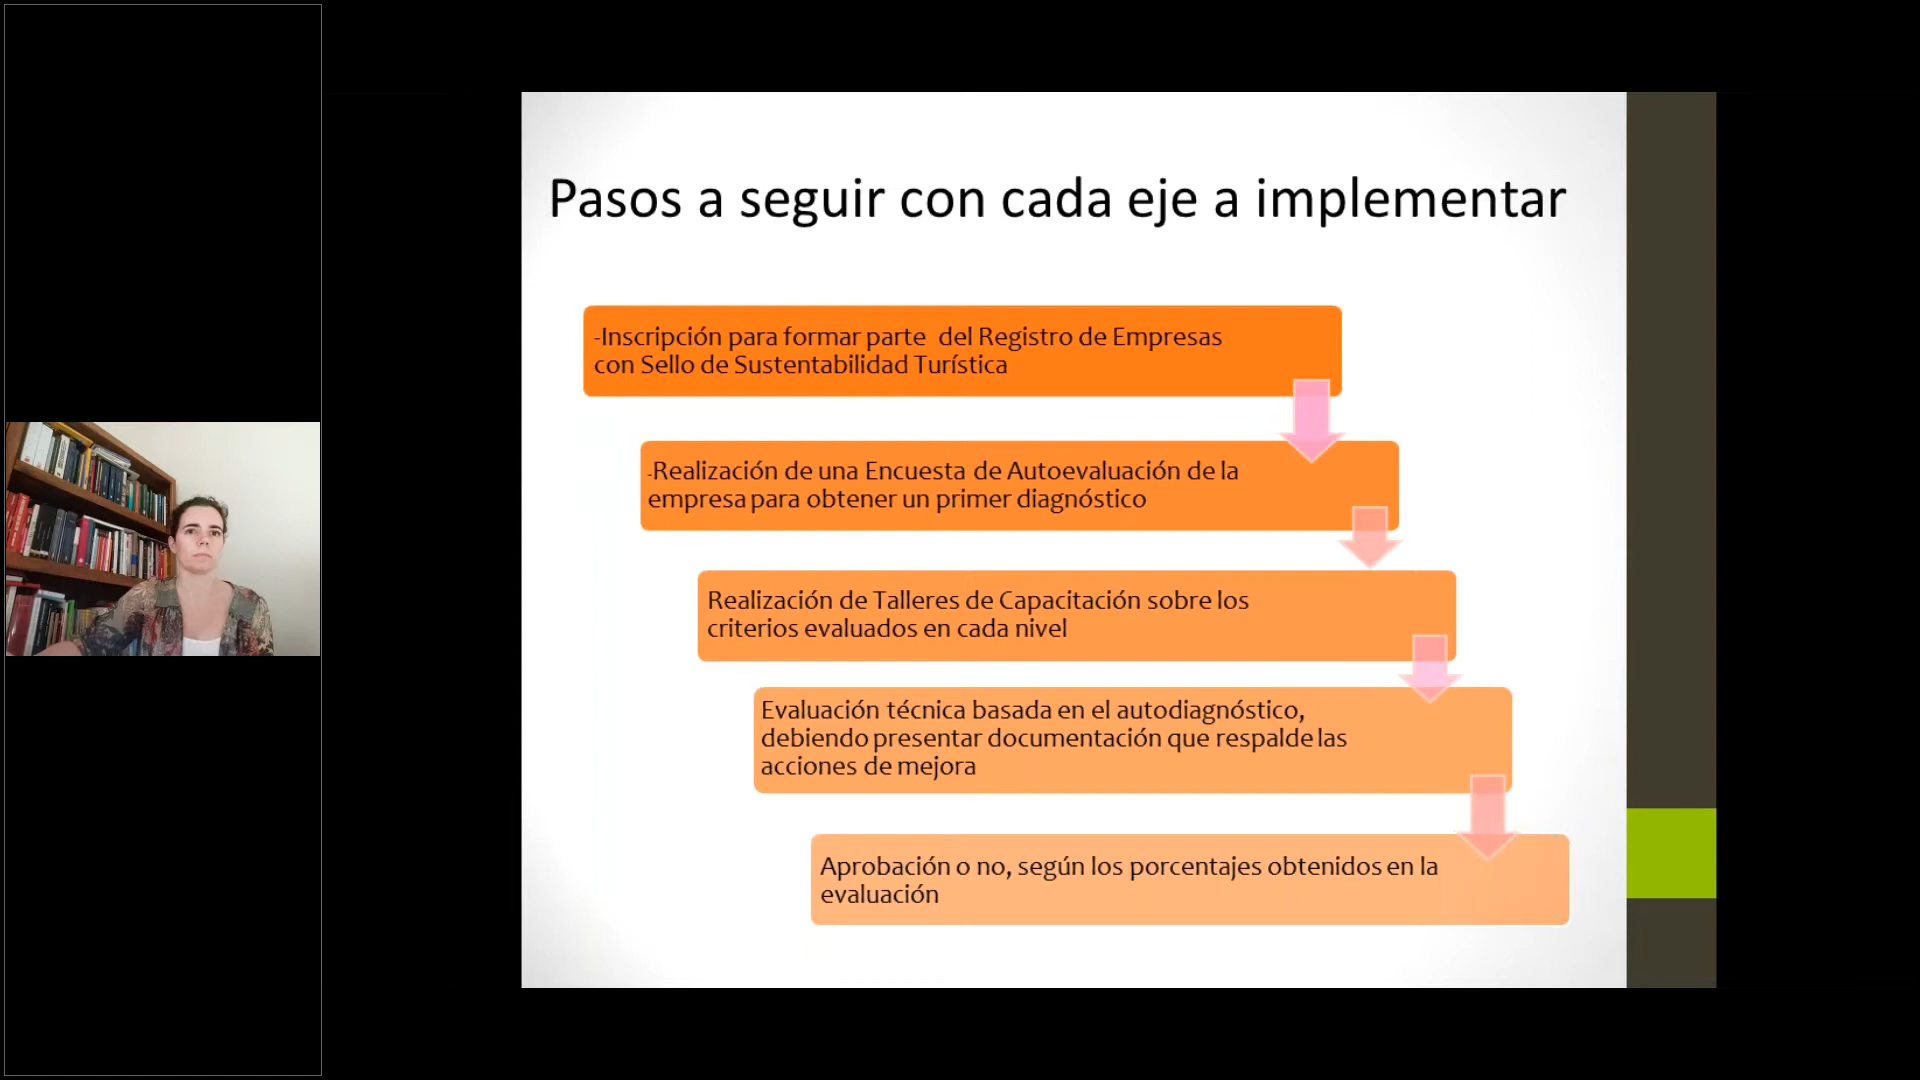 Pasos a seguir con cada eje a implementar
-Inscripción para formar parte del Registro de Empresas
con Sello de Sustentabilidad Turística
-Realización de una Encuesta de Autoevaluación de la
empresa para obtener un primer diagnóstico
Realización de Talleres de Capacitación sobre los
criterios evaluados en cada nivel
Evaluación técnica basada en el autodiagnóstico,
debiendo presentar documentación que respalde las
acciones de mejora
Aprobación o no, según los porcentajes obtenidos en la
evaluación